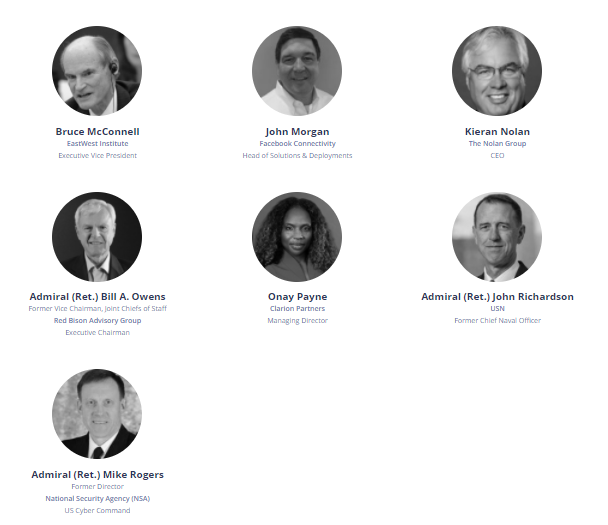 Bruce McConnell
EastWest Institute
Executive Vice President
John Morgan
Facebook Connectivity
Head of Solutions & Deployments
Kieran Nolan
The Nolan Group
CEO
Admiral (Ret.) Bill A. Owens
Former Vice Chairman, Joint Chiefs of Staff
Red Bison Advisory Group
Executive Chairman
Onay Payne
Clarion Partners
Managing Director
Admiral (Ret.) John Richardson
USN
Former Chief Naval Officer
Admiral (Ret.) Mike Rogers
Former Director
National Security Agency (NSA)
US Cyber Command